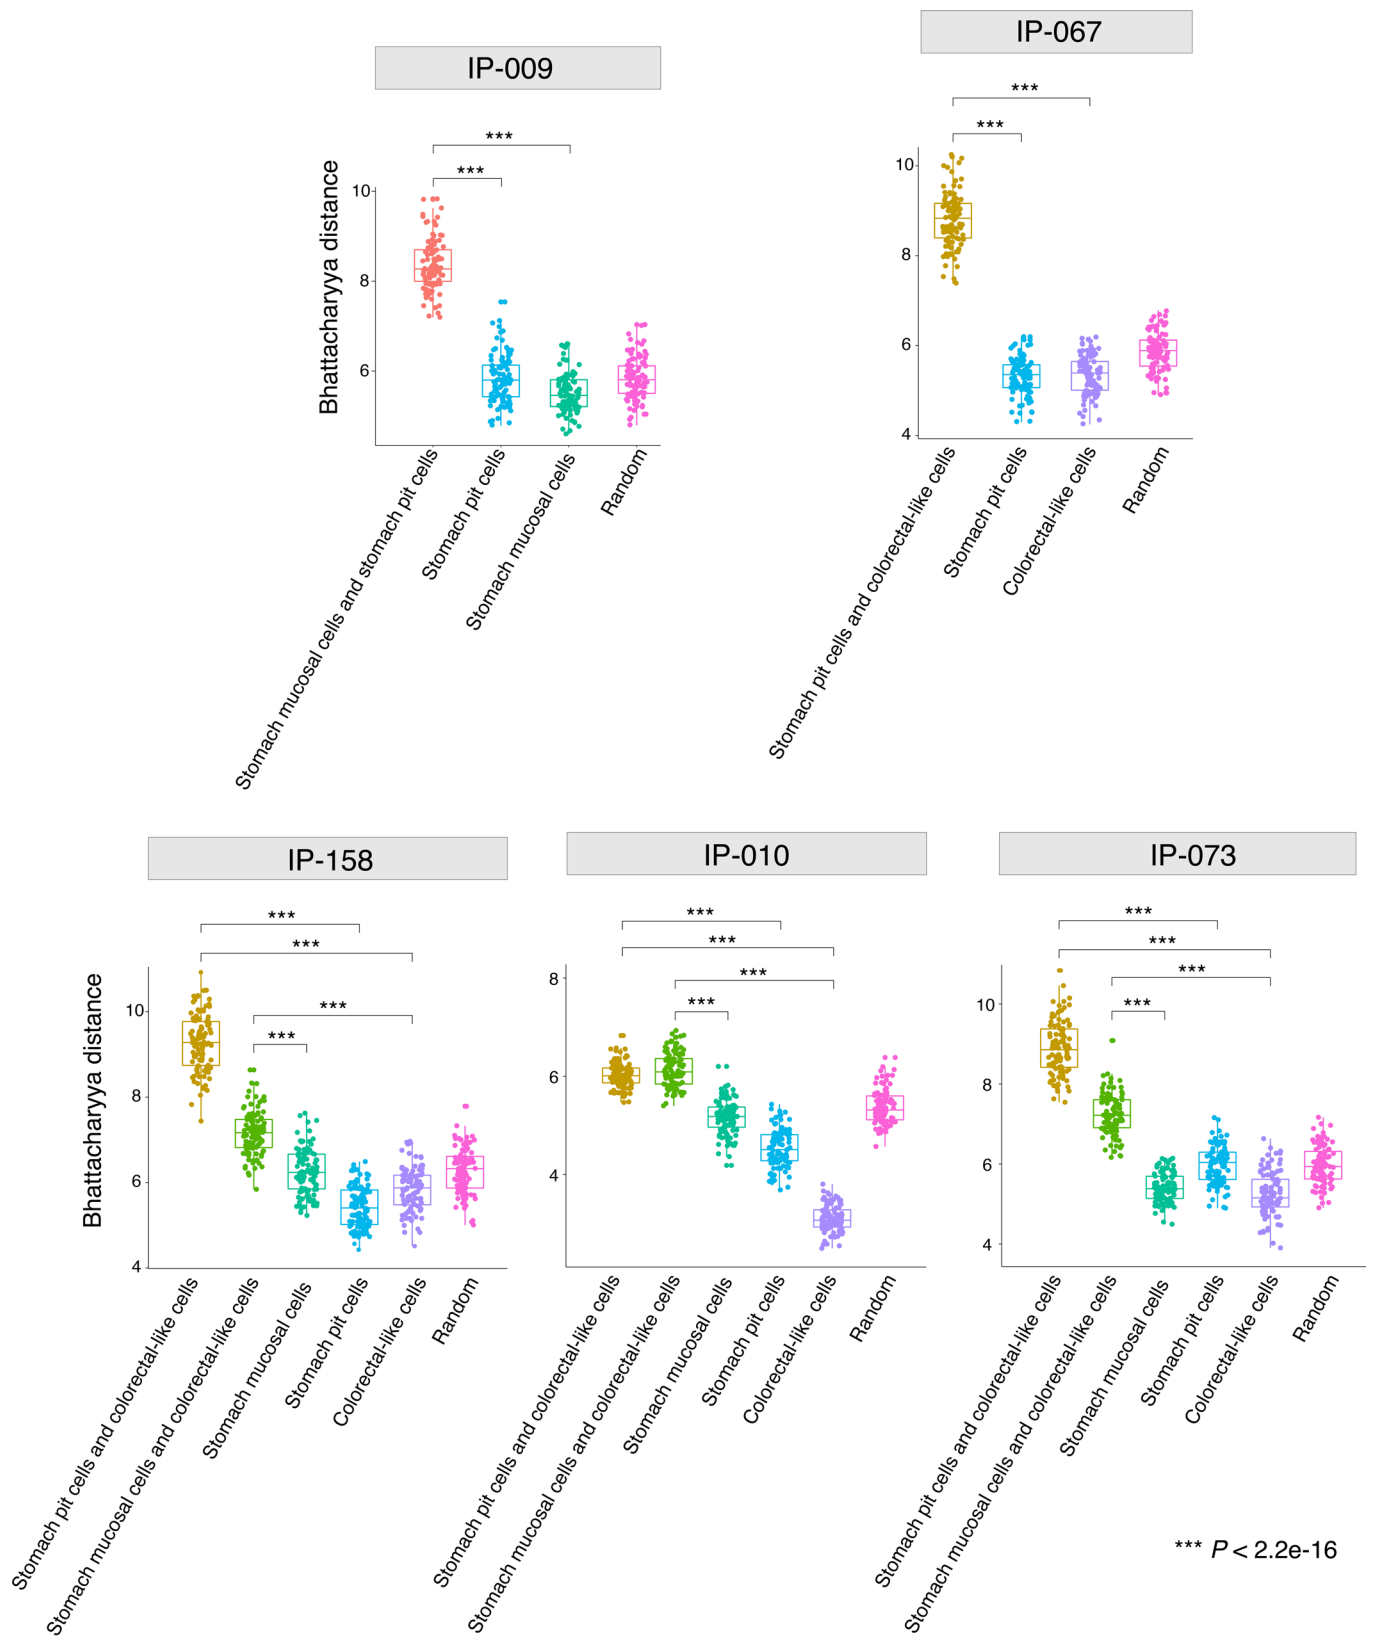 IP-009
***
***
Bhattacharyya distance
10
8
6
Stomach mucosal cells and stomach pit cells
Stomach pit cells
Stomach mucosal cells
Random
IP-067
***
***
10
8
6
4
Stomach pit cells and colorectal-like cells
Stomach pit cells
Colorectal-like cells
Random
IP-158
***
***
***
***
Bhattacharyya distance
10
8
6
4
Stomach pit cells and colorectal-like cells
Stomach mucosal cells and colorectal-like cells
Stomach mucosal cells
Stomach pit cells
Colorectal-like cells
Random
IP-010
***
***
***
***
8
6
4
Stomach pit cells and colorectal-like cells
Stomach mucosal cells and colorectal-like cells
Stomach mucosal cells
Stomach pit cells
Colorectal-like cells
Random
IP-073
***
***
***
***
10
8
6
4
Stomach pit cells and colorectal-like cells
Stomach mucosal cells and colorectal-like cells
Stomach mucosal cells
Stomach pit cells
Colorectal-like cells
Random
*** P < 2.2e-16